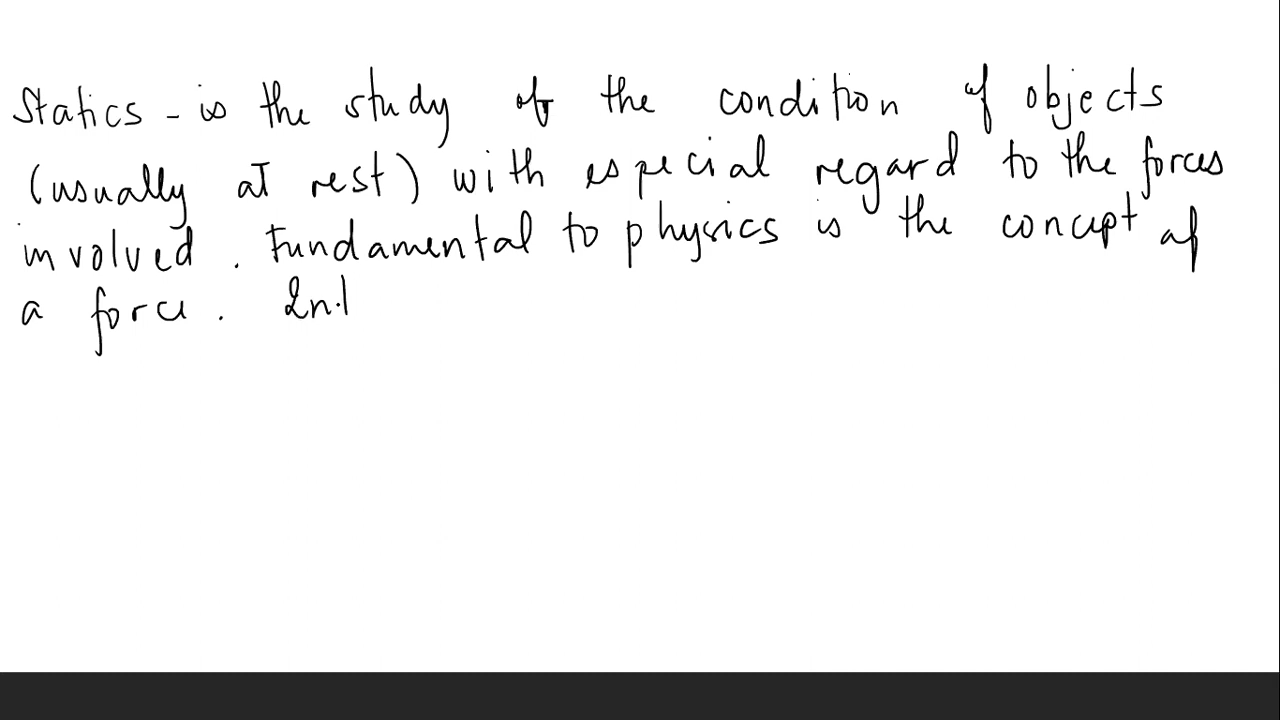 Statics - is the study of the condition of objects
(usually at rest) with especial regard to the forces
involved. Fundamental to physics is the concept of
a force.